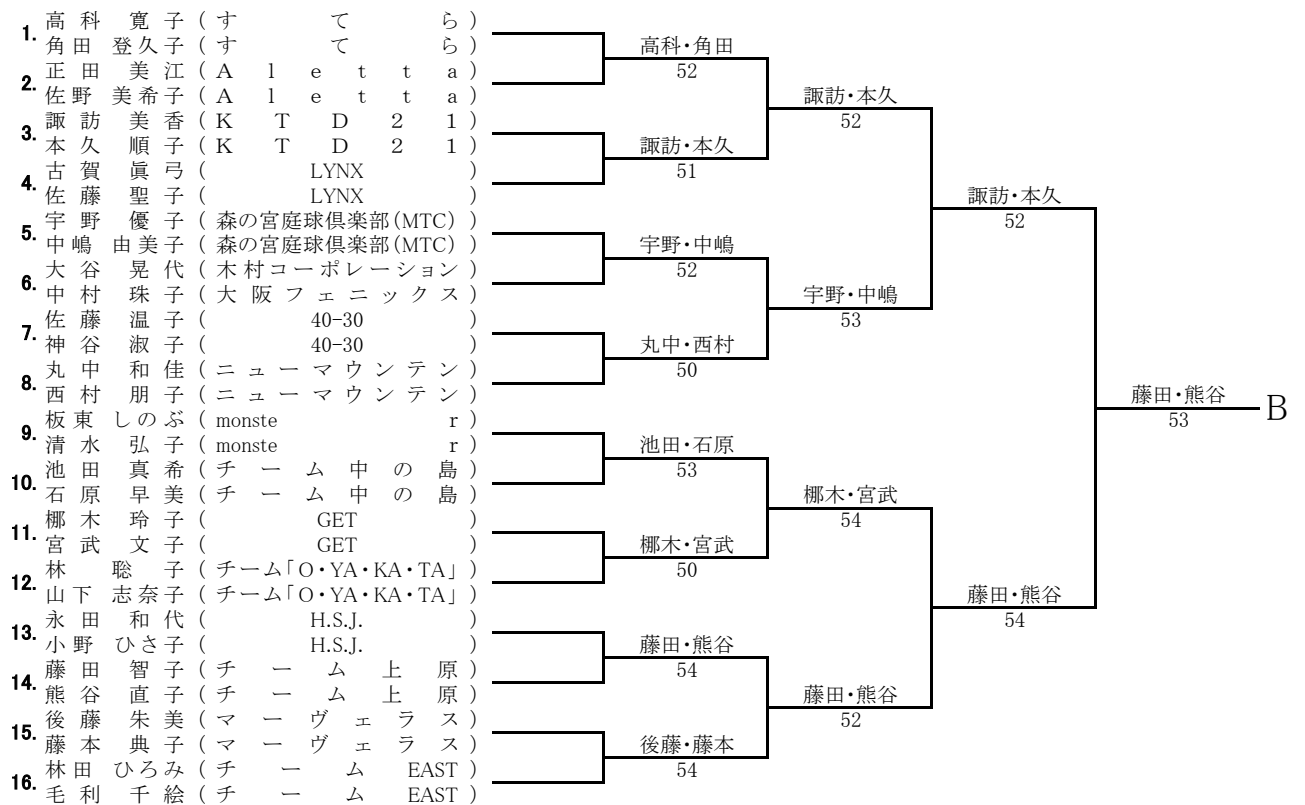 1. 高科 寛子 (すてら)
角田 登久子 (すてら)
2. 正田 美江 (Aletta)
佐野 美希子 (Aletta)
3. 諏訪 美香 (KTD21)
本久 順子 (KTD21)
4. 古賀 眞弓 (LYNX)
佐藤 聖子 (LYNX)
5. 宇野 優子 (森の宮庭球倶楽部(MTC))
中嶋 由美子 (森の宮庭球倶楽部(MTC))
6. 大谷 晃代 (木村コーポレーション)
中村 珠子 (大阪フェニックス)
7. 佐藤 温子 (40-30)
神谷 淑子 (40-30)
8. 丸中 和佳 (ニューマウンテン)
西村 朋子 (ニューマウンテン)
9. 板東 しのぶ (monster)
清水 弘子 (monster)
10. 池田 真希 (チーム中の島)
石原 早美 (チーム中の島)
11. 梛木 玲子 (GET)
宮武 文子 (GET)
12. 林 聡子 (チーム「O・YA・KA・TA」)
山下 志奈子 (チーム「O・YA・KA・TA」)
13. 永田 和代 (H.S.J.)
小野 ひさ子 (H.S.J.)
14. 藤田 智子 (チーム上原)
熊谷 直子 (チーム上原)
15. 後藤 朱美 (マーヴェラス)
藤本 典子 (マーヴェラス)
16. 林田 ひろみ (チーム EAST)
毛利 千絵 (チーム EAST)
高科・角田
52
諏訪・本久
51
宇野・中嶋
52
丸中・西村
50
池田・石原
53
梛木・宮武
50
藤田・熊谷
54
後藤・藤本
54
諏訪・本久
52
宇野・中嶋
53
梛木・宮武
54
藤田・熊谷
52
諏訪・本久
52
藤田・熊谷
54
藤田・熊谷
53
B